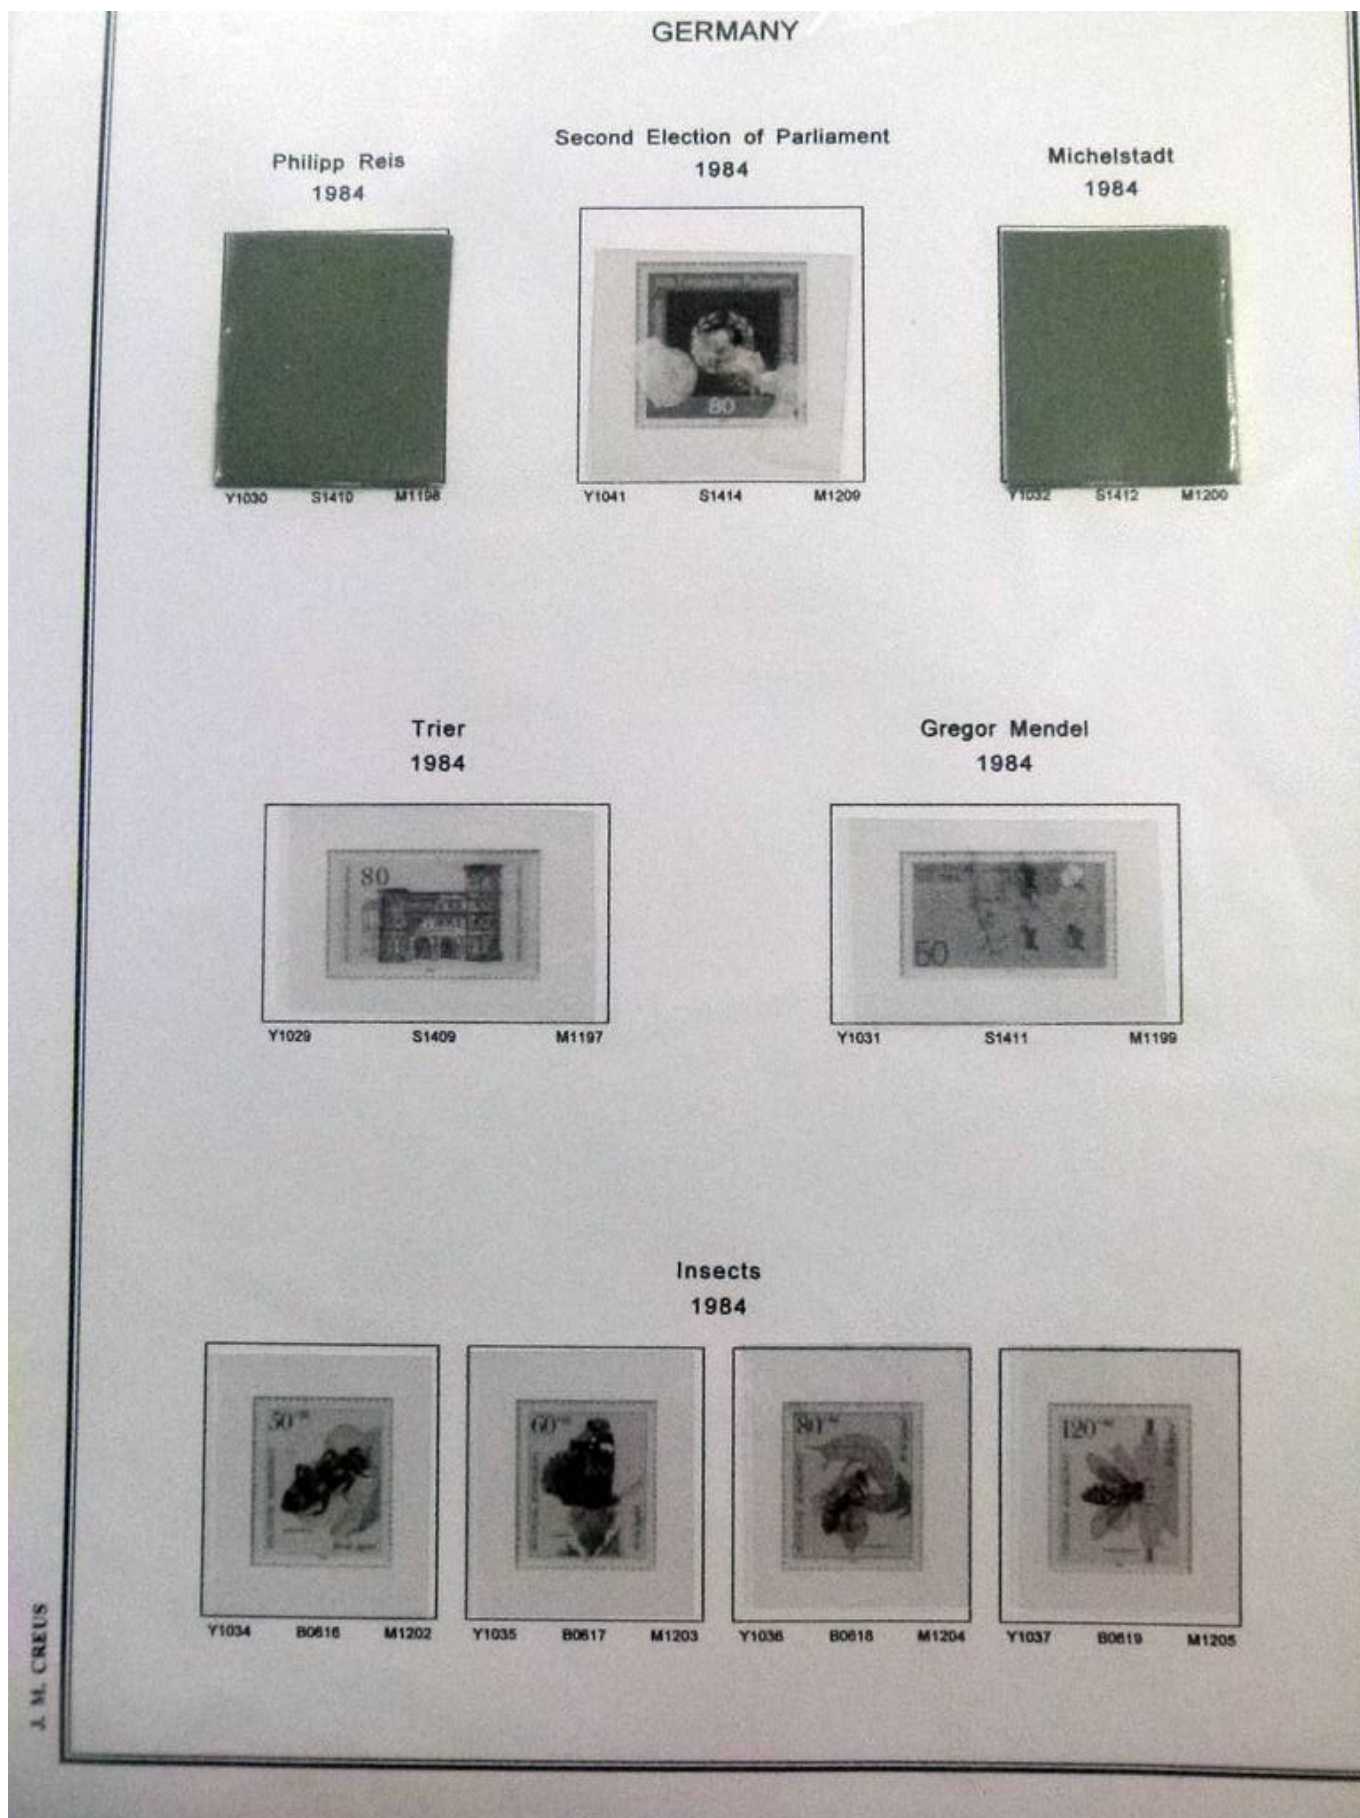 GERMANY
Philipp Reis
1984
Second Election of Parliament
1984
Michelstadt
1984
80
Y1030 S1410 M1198
Y1041 S1414 M1209
Y1032 S1412 M1200
Trier
1984
Gregor Mendel
1984
80
50
Y1029 S1409 M1197
Y1031 S1411 M1199
Insects
1984
50
60
80
120
Y1034 B0616 M1202
Y1035 B0617 M1203
Y1036 B0618 M1204
Y1037 B0619 M1205
J. M. CREUS